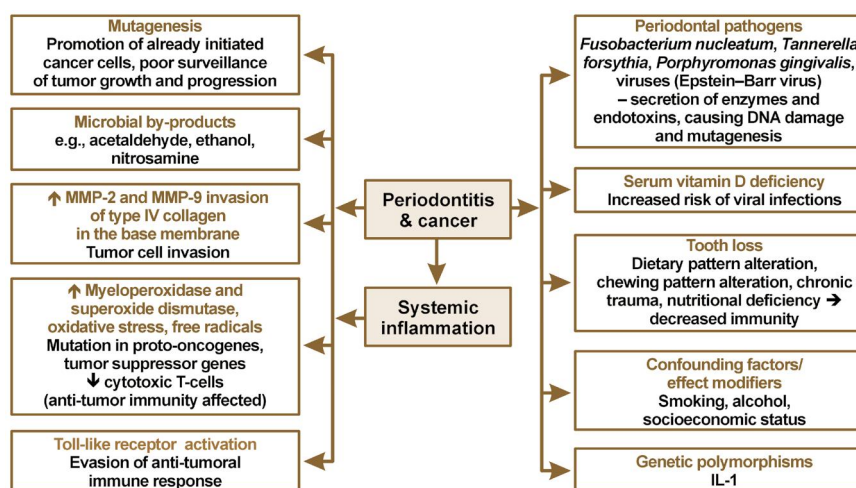 Mutagenesis
Promotion of already initiated
cancer cells, poor surveillance
of tumor growth and progression
Microbial by-products
e.g., acetaldehyde, ethanol,
nitrosamine
↑ MMP-2 and MMP-9 invasion
of type IV collagen
in the base membrane
Tumor cell invasion
↑ Myeloperoxidase and
superoxide dismutase,
oxidative stress, free radicals
Mutation in proto-oncogenes,
tumor suppressor genes
↓ cytotoxic T-cells
(anti-tumor immunity affected)
Toll-like receptor activation
Evasion of anti-tumoral
immune response
Periodontitis
& cancer
Systemic
inflammation
Periodontal pathogens
Fusobacterium nucleatum, Tannerella
forsythia, Porphyromonas gingivalis,
viruses (Epstein–Barr virus)
– secretion of enzymes and
endotoxins, causing DNA damage
and mutagenesis
Serum vitamin D deficiency
Increased risk of viral infections
Tooth loss
Dietary pattern alteration,
chewing pattern alteration, chronic
trauma, nutritional deficiency →
decreased immunity
Confounding factors/
effect modifiers
Smoking, alcohol,
socioeconomic status
Genetic polymorphisms
IL-1